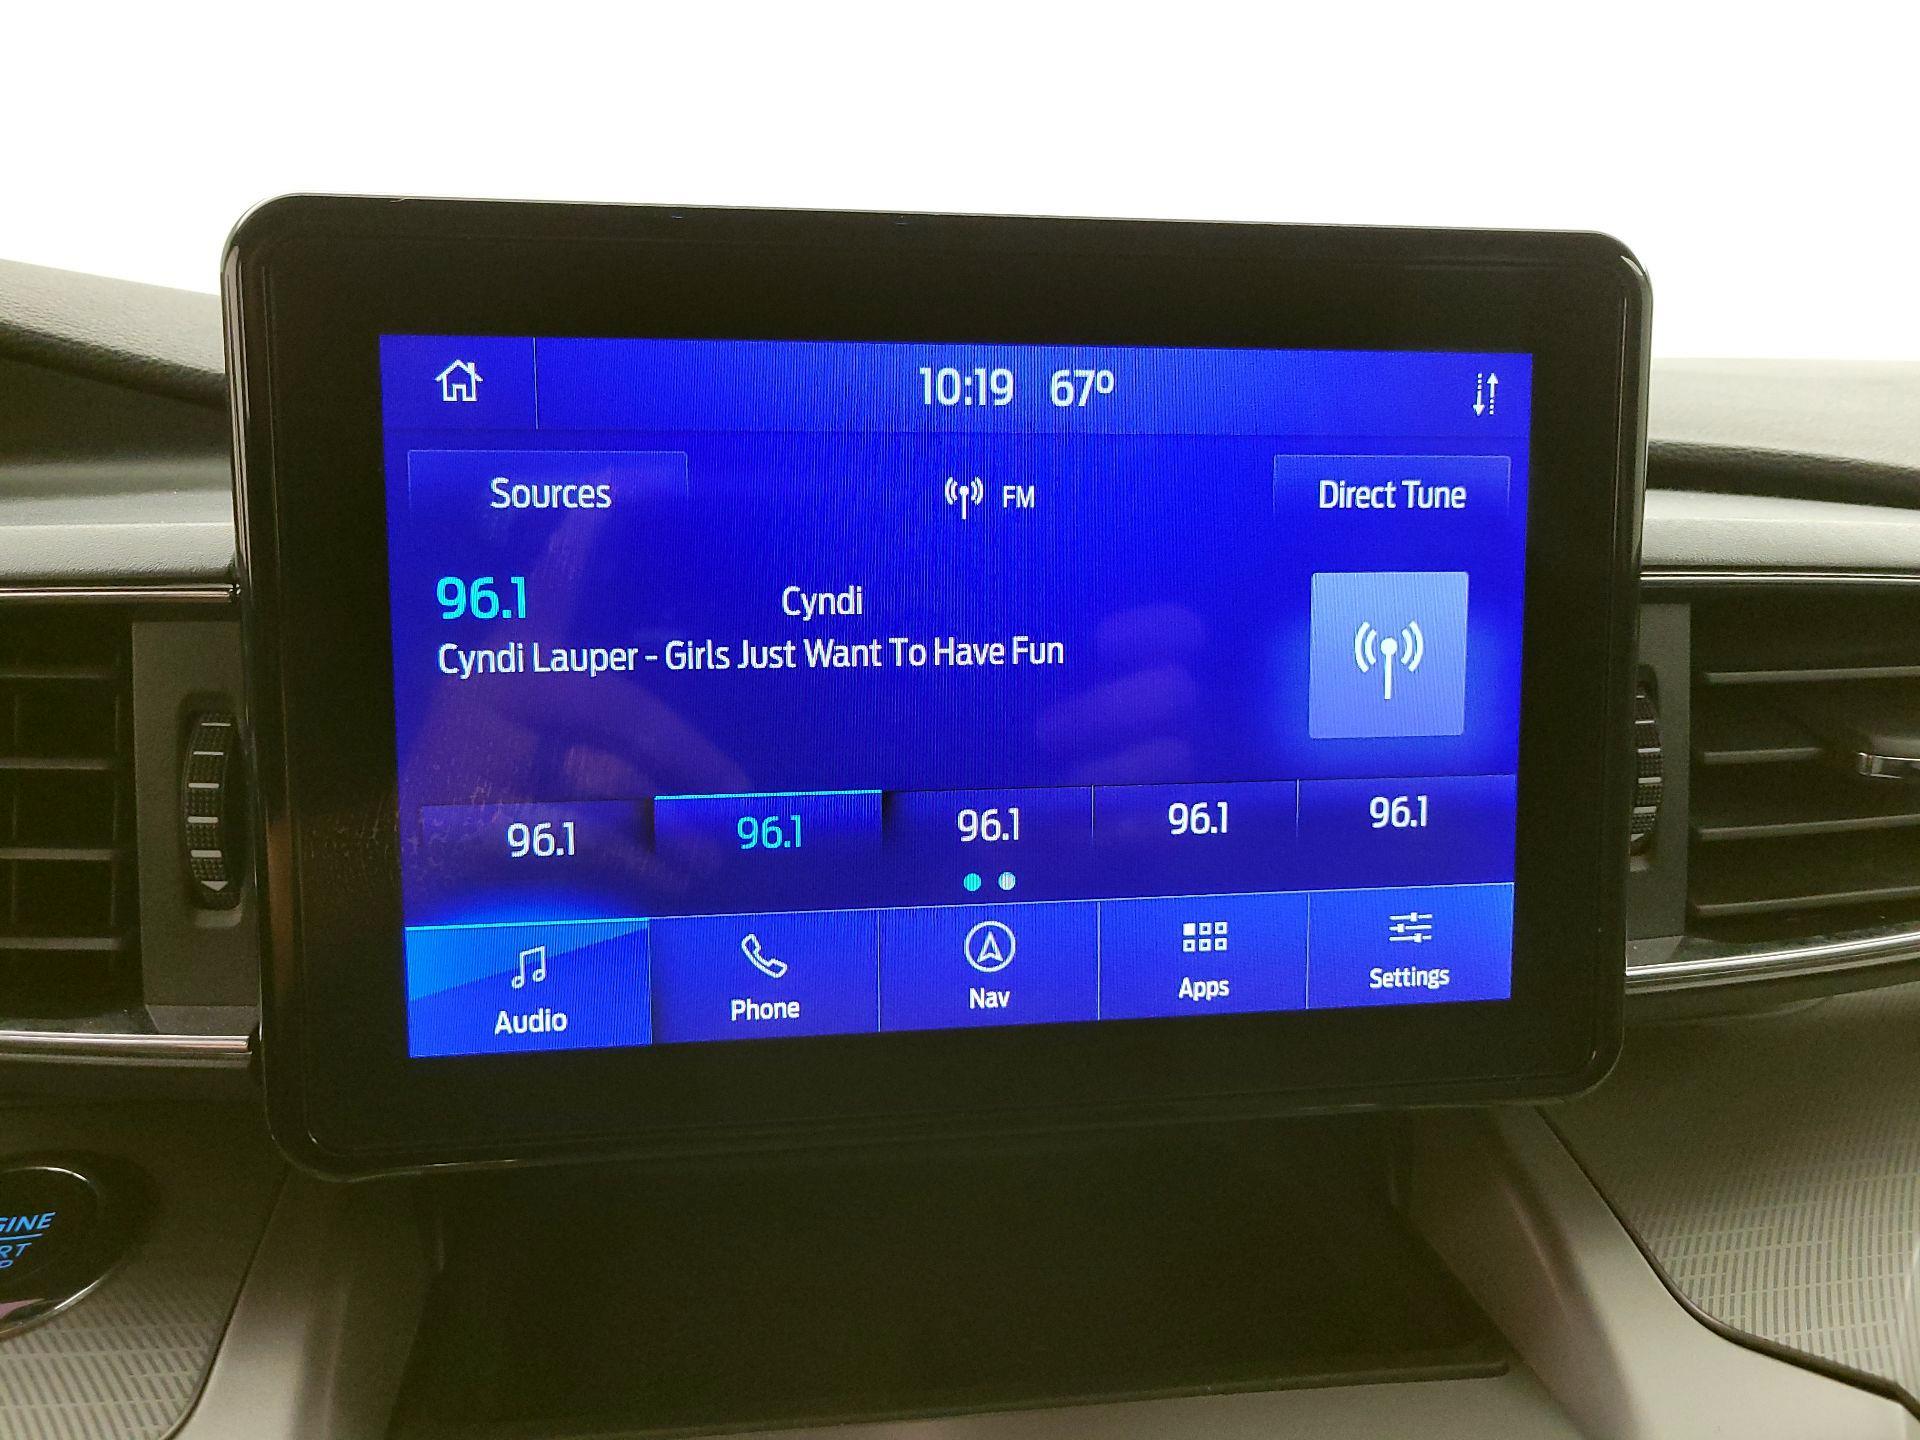 10:19 67º
Sources
FM
Direct Tune
96.1 Cyndi
Cyndi Lauper - Girls Just Want To Have Fun
96.1 96.1 96.1 96.1 96.1
Audio Phone Nav Apps Settings